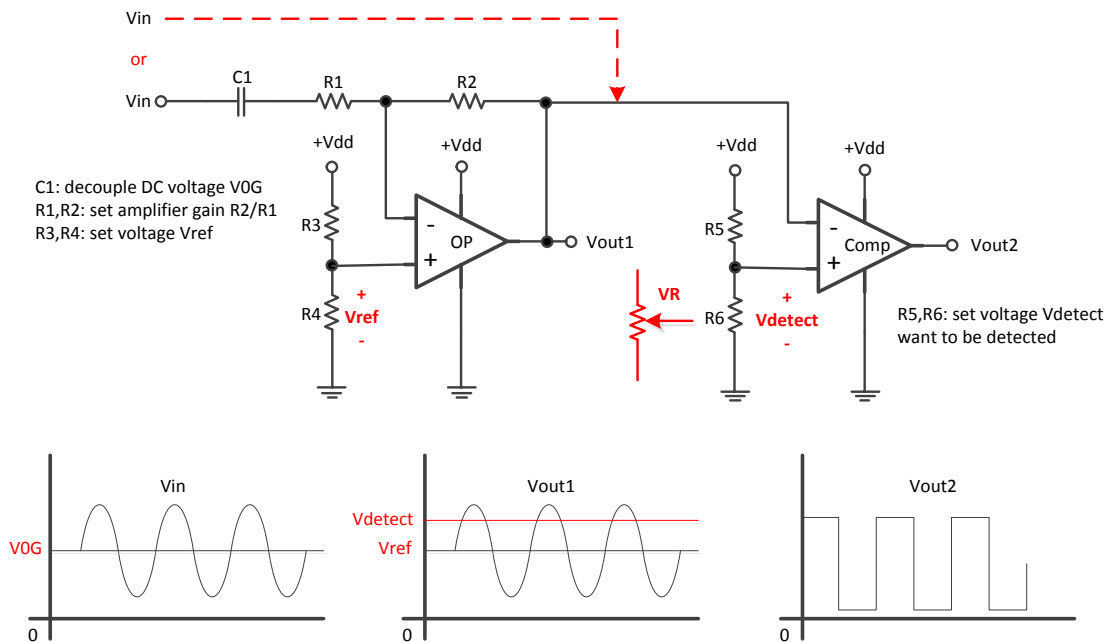 Vin
or
Vin
C1
R1
R2
+Vdd
+Vdd
+Vdd
+Vdd
C1: decouple DC voltage V0G
R1,R2: set amplifier gain R2/R1
R3,R4: set voltage Vref
R3
-
OP
+
Vout1
R5
-
Comp
+
Vout2
R4
+
Vref
-
VR
R6
+
Vdetect
-
R5,R6: set voltage Vdetect
want to be detected
Vin
V0G
0
Vout1
Vdetect
Vref
0
Vout2
0